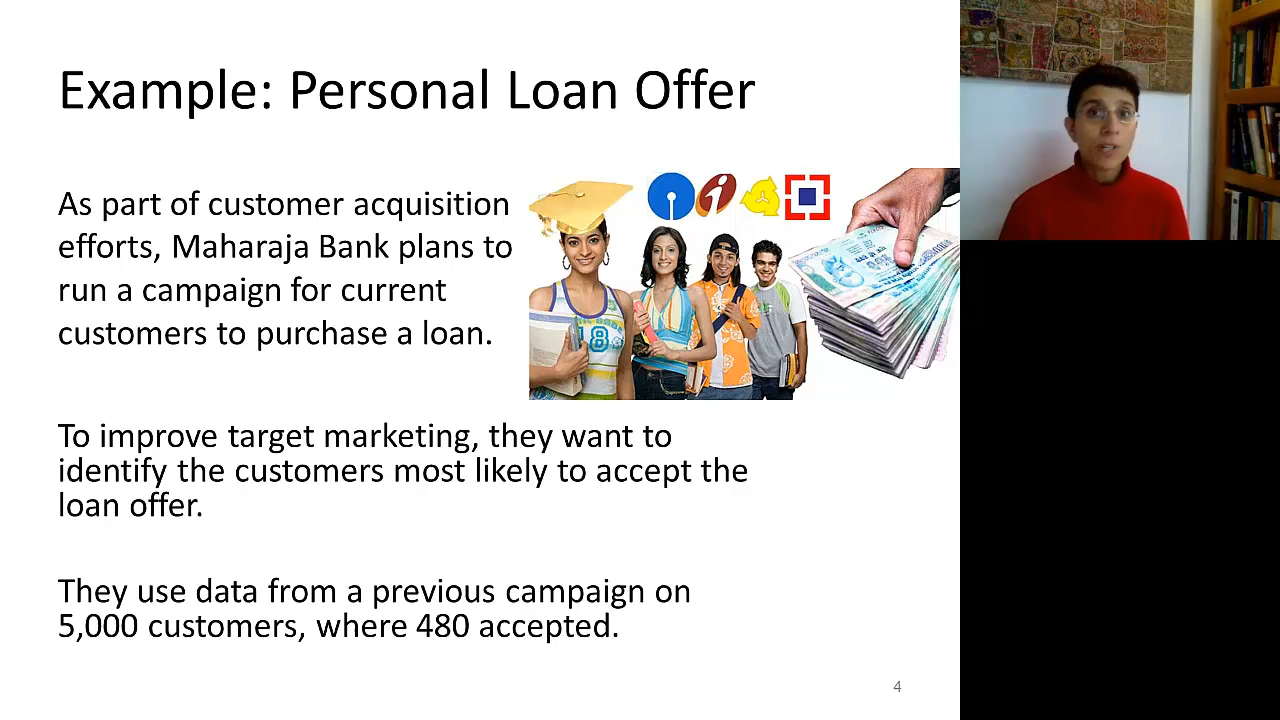 Example: Personal Loan Offer
As part of customer acquisition
efforts, Maharaja Bank plans to
run a campaign for current
customers to purchase a loan.
18
To improve target marketing, they want to
identify the customers most likely to accept the
loan offer.
They use data from a previous campaign on
5,000 customers, where 480 accepted.
4